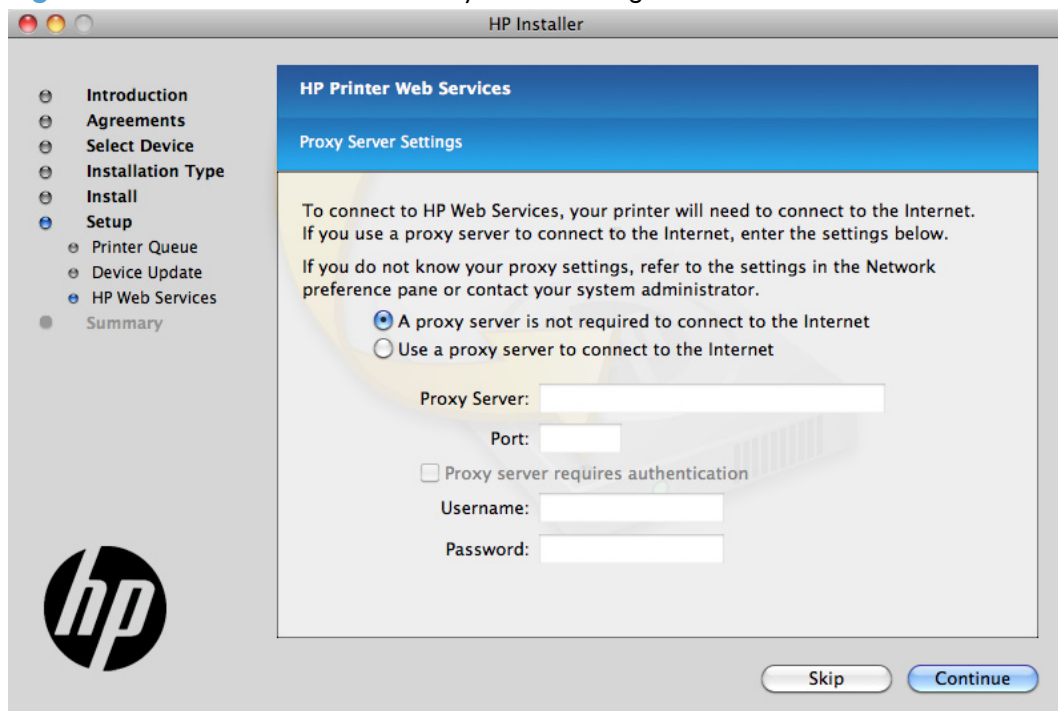 HP Installer
Introduction
Agreements
Select Device
Installation Type
Install
Setup
Printer Queue
Device Update
HP Web Services
Summary
HP Printer Web Services
Proxy Server Settings
To connect to HP Web Services, your printer will need to connect to the Internet.
If you use a proxy server to connect to the Internet, enter the settings below.
If you do not know your proxy settings, refer to the settings in the Network
preference pane or contact your system administrator.
A proxy server is not required to connect to the Internet
Use a proxy server to connect to the Internet
Proxy Server:
Port:
Proxy server requires authentication
Username:
Password:
hp
Skip
Continue